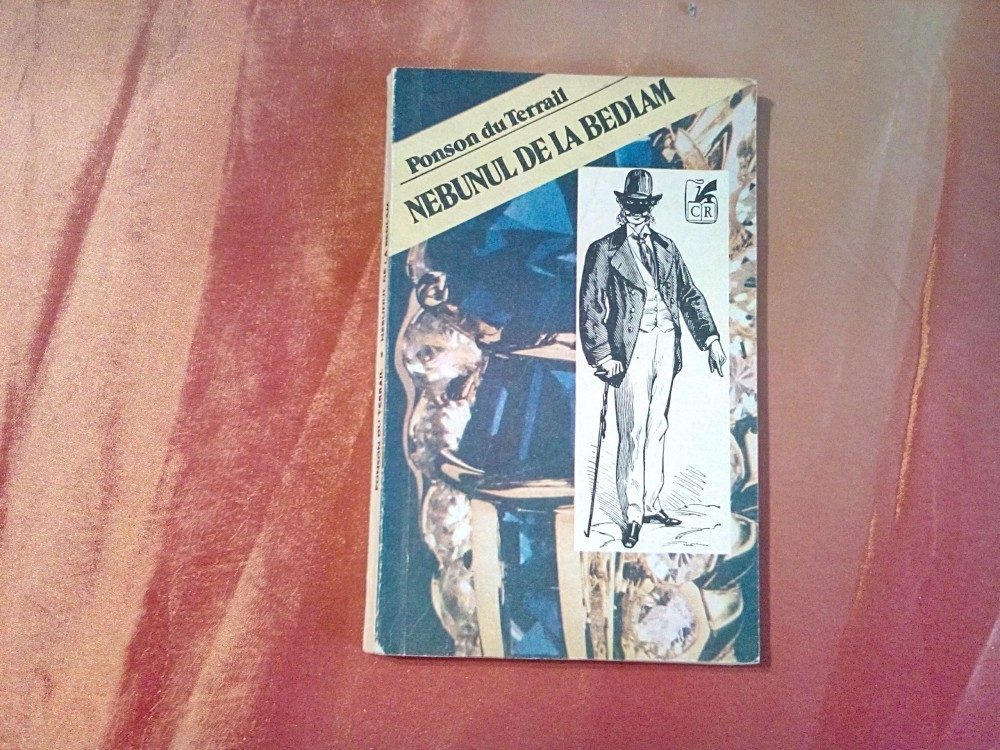 Ponson du Terrail
NEBUNUL DE LA BEDLAM
CR
PONSON DU TERRAIL * NEBUNUL DE LA BEDLAM